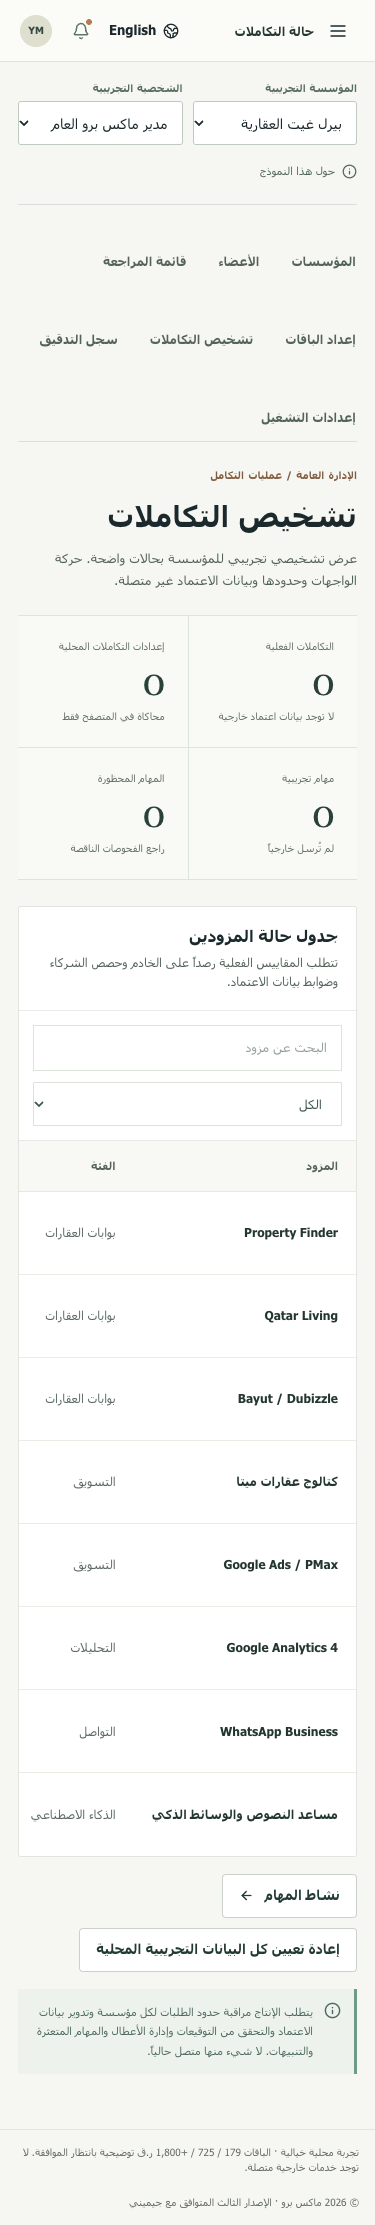 حالة التكاملات
English
YM
المؤسسة التجريبية
الشخصية التجريبية
بيرل غيت العقارية
مدير ماكس برو العام
حول هذا النموذج
المؤسسات
الأعضاء
قائمة المراجعة
إعداد الباقات
تشخيص التكاملات
سجل التدقيق
إعدادات التشغيل
الإدارة العامة / عمليات التكامل
تشخيص التكاملات
عرض تشخيصي تجريبي للمؤسسة بحالات واضحة. حركة
الواجهات وحدودها وبيانات الاعتماد غير متصلة.
التكاملات الفعلية
0
لا توجد بيانات اعتماد خارجية
إعدادات التكاملات المحلية
0
محاكاة في المتصفح فقط
مهام تجريبية
0
لم تُرسل خارجياً
المهام المحظورة
0
راجع الفحوصات الناقصة
جدول حالة المزودين
تتطلب المقاييس الفعلية رصداً على الخادم وحصص الشركاء
وضوابط بيانات الاعتماد.
البحث عن مزود
الكل
المزود
الفئة
Property Finder
بوابات العقارات
Qatar Living
بوابات العقارات
Bayut / Dubizzle
بوابات العقارات
كتالوج عقارات ميتا
التسويق
Google Ads / PMax
التسويق
Google Analytics 4
التحليلات
WhatsApp Business
التواصل
مساعد النصوص والوسائط الذكي
الذكاء الاصطناعي
نشاط المهام ←
إعادة تعيين كل البيانات التجريبية المحلية
يتطلب الإنتاج مراقبة حدود الطلبات لكل مؤسسة وتدوير بيانات
الاعتماد والتحقق من التوقيعات وإدارة الأعطال والمهام المتعثرة
والتنبيهات. لا شيء منها متصل حالياً.
تجربة محلية خيالية · الباقات 179 / 725 / +1,800 ر.ق توضيحية بانتظار الموافقة. لا
توجد خدمات خارجية متصلة.
© 2026 ماكس برو · الإصدار الثالث المتوافق مع جيميني